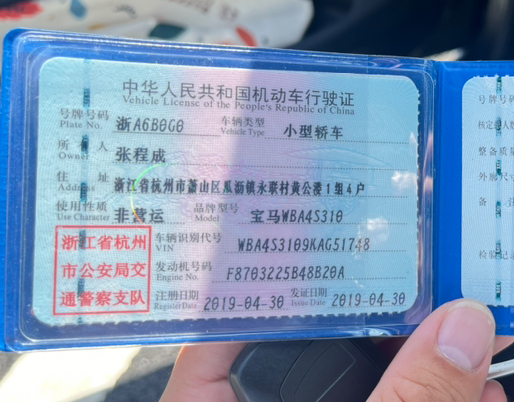 中华人民共和国机动车行驶证
Vehicle License of the People's Republic of China
号牌号码 浙A6B0G0 车辆类型 小型轿车
Plate No. Vehicle Type
所有人 张程成
Owner
住址 浙江省杭州市萧山区瓜沥镇永联村黄公溇1组4户
Address
使用性质 非营运 品牌型号 宝马WBA4S310
Use Character Model
浙江省杭州
市公安局交
通警察支队
车辆识别代号 WBA4S3109KAG51748
VIN
发动机号码 F8703225B48B20A
Engine No.
注册日期 2019-04-30 发证日期 2019-04-30
Register Date Issue Date
号牌号
核定
整备质
外廓尺
备
检验记